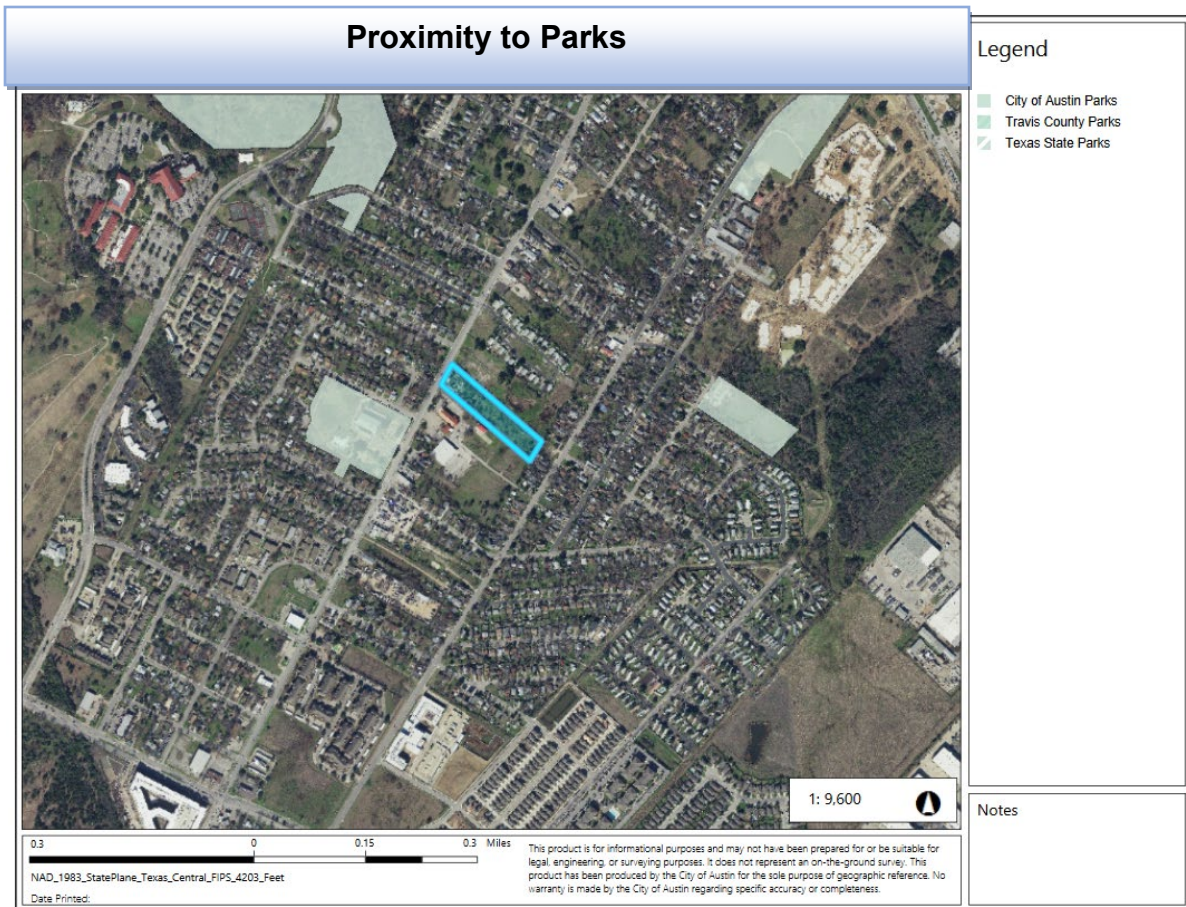 Proximity to Parks
Legend
City of Austin Parks
Travis County Parks
Texas State Parks
1: 9,600
Notes
0.3 0 0.15 0.3 Miles
NAD_1983_StatePlane_Texas_Central_FIPS_4203_Feet
Date Printed:
This product is for informational purposes and may not have been prepared for or be suitable for
legal, engineering, or surveying purposes. It does not represent an on-the-ground survey. This
product has been produced by the City of Austin for the sole purpose of geographic reference. No
warranty is made by the City of Austin regarding specific accuracy or completeness.